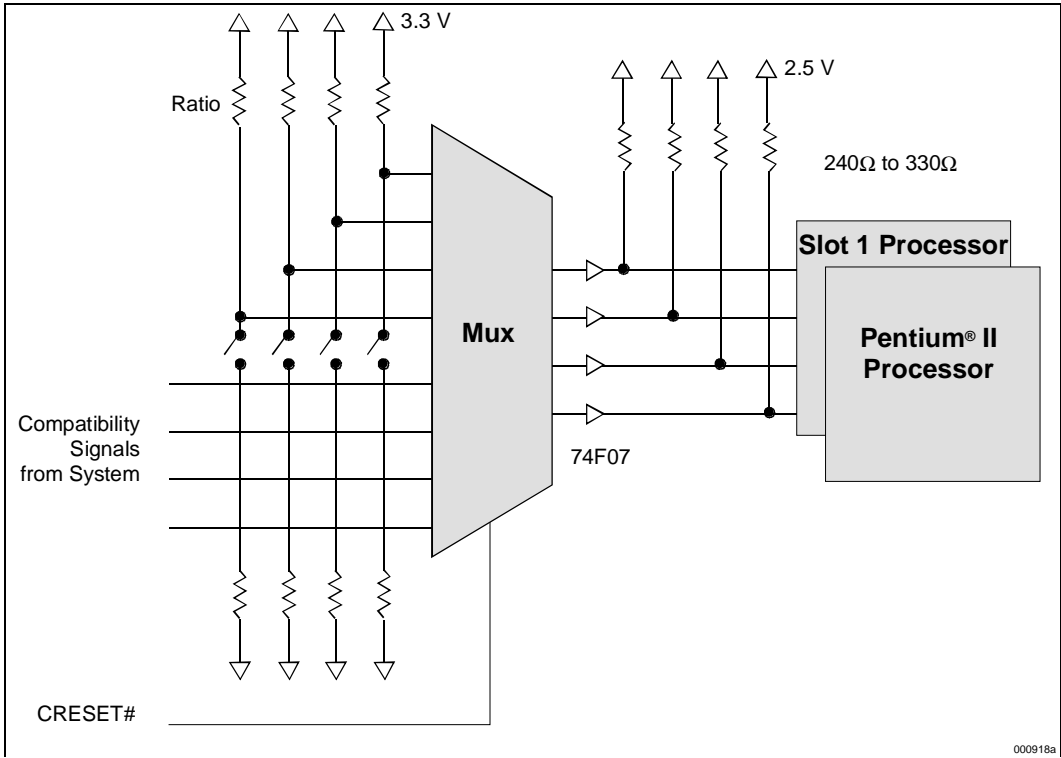 3.3 V
2.5 V
Ratio
240Ω to 330Ω
Slot 1 Processor
Mux
Pentium® II
Processor
Compatibility
Signals
from System
74F07
CRESET#
000918a